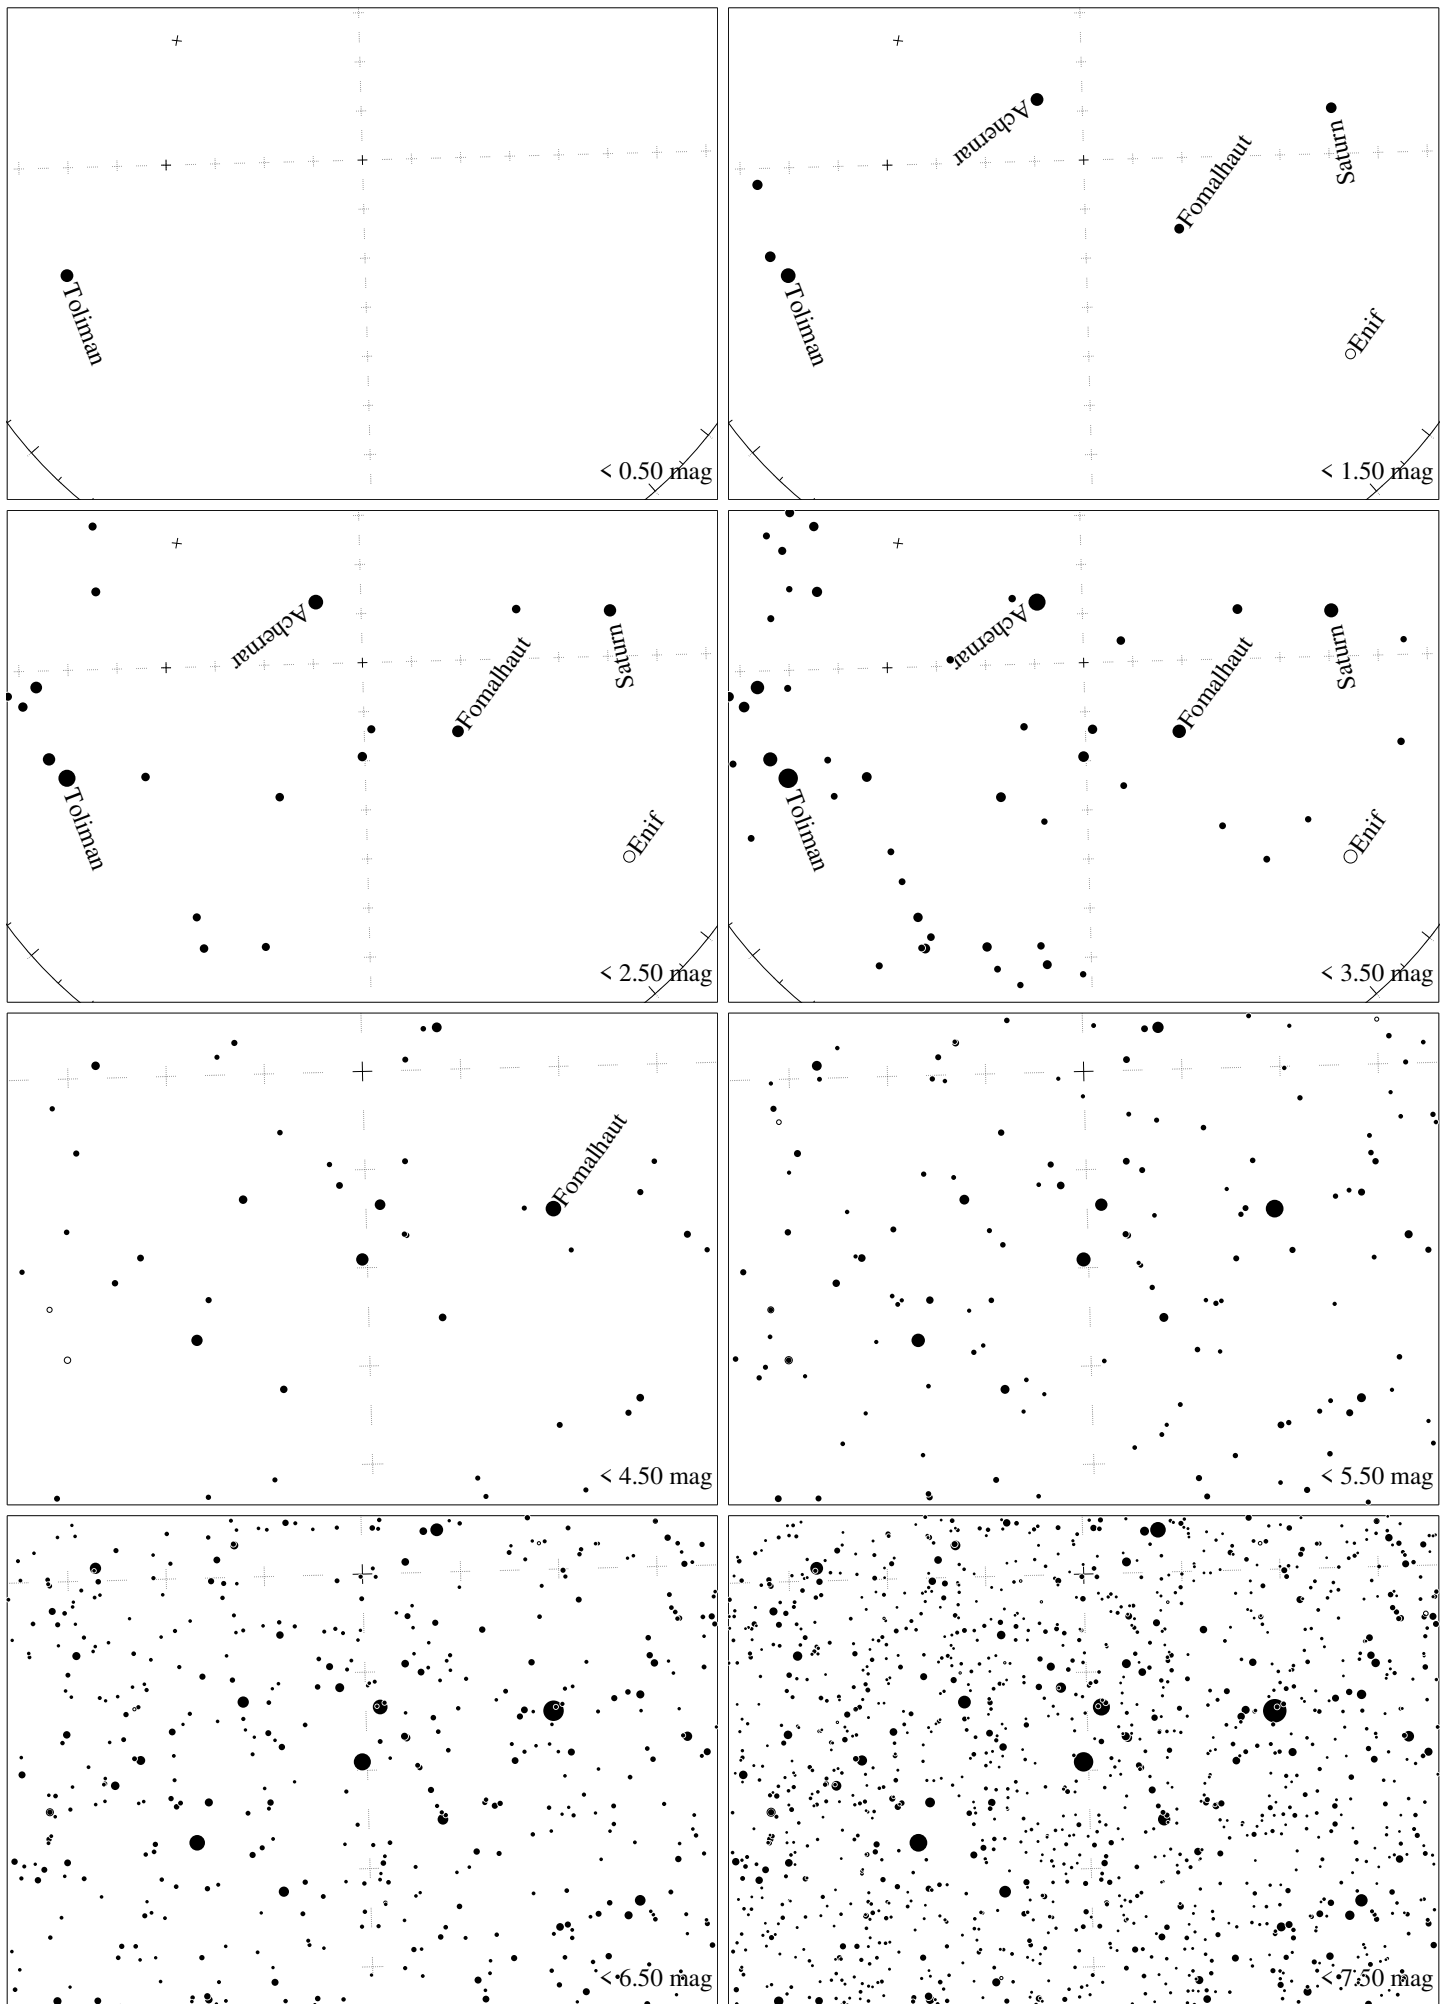 Toliman
< 0.50 mag
Achernar
Saturn
Fomalhaut
Toliman
Enif
< 1.50 mag
Achernar
Saturn
Fomalhaut
Toliman
Enif
< 2.50 mag
Achernar
Saturn
Fomalhaut
Toliman
Enif
< 3.50 mag
Fomalhaut
< 4.50 mag
< 5.50 mag
< 6.50 mag
< 7.50 mag